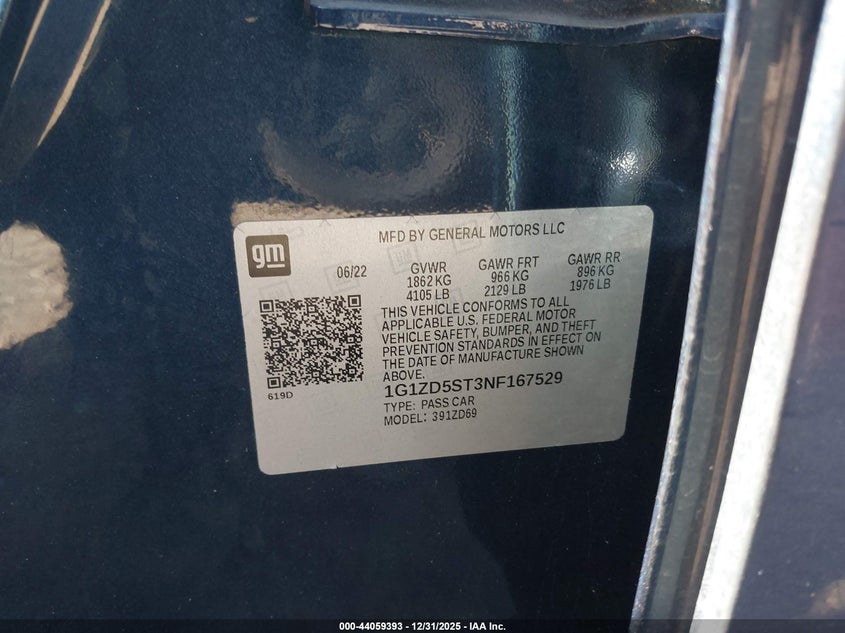 gm
MFD BY GENERAL MOTORS LLC
06/22
GVWR
1862 KG
4105 LB
GAWR FRT
966 KG
2129 LB
GAWR RR
896 KG
1976 LB
THIS VEHICLE CONFORMS TO ALL
APPLICABLE U.S. FEDERAL MOTOR
VEHICLE SAFETY, BUMPER, AND THEFT
PREVENTION STANDARDS IN EFFECT ON
THE DATE OF MANUFACTURE SHOWN
ABOVE.
1G1ZD5ST3NF167529
TYPE: PASS CAR
MODEL: 391ZD69
619D
000-44059393 - 12/31/2025 - IAA Inc.